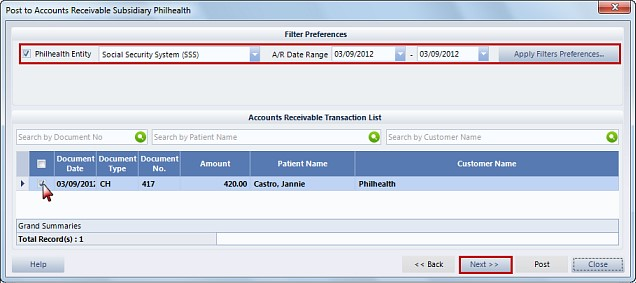 Post to Accounts Receivable Subsidiary Philhealth
Filter Preferences
Philhealth Entity Social Security System (SSS) A/R Date Range 03/09/2012 - 03/09/2012 Apply Filters Preferences...
Accounts Receivable Transaction List
Search by Document No Search by Patient Name Search by Customer Name
Document Date Document Type Document No. Amount Patient Name Customer Name
03/09/201 CH 417 420.00 Castro, Jannie Philhealth
Grand Summaries
Total Record(s) : 1
Help << Back Next >> Post Close